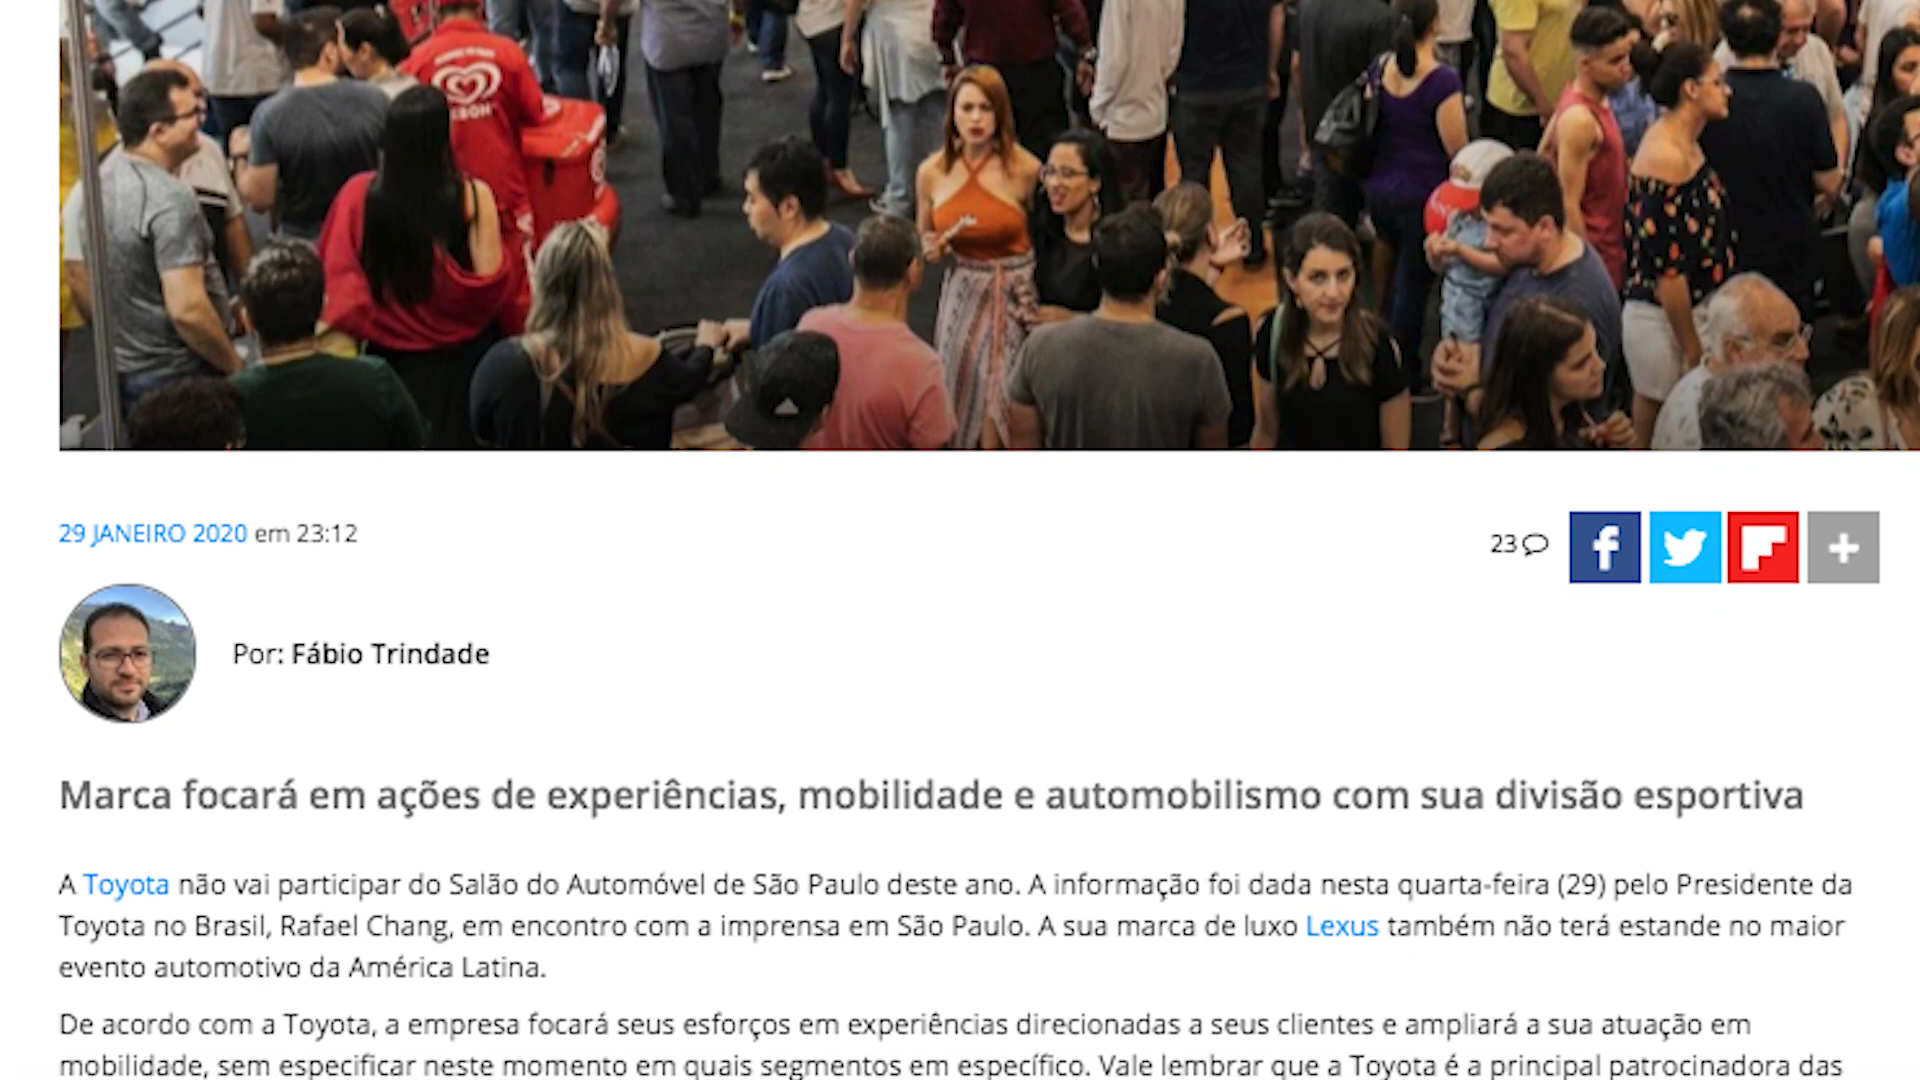 29 JANEIRO 2020 em 23:12
23
Por: Fábio Trindade
Marca focará em ações de experiências, mobilidade e automobilismo com sua divisão esportiva
A Toyota não vai participar do Salão do Automóvel de São Paulo deste ano. A informação foi dada nesta quarta-feira (29) pelo Presidente da
Toyota no Brasil, Rafael Chang, em encontro com a imprensa em São Paulo. A sua marca de luxo Lexus também não terá estande no maior
evento automotivo da América Latina.
De acordo com a Toyota, a empresa focará seus esforços em experiências direcionadas a seus clientes e ampliará a sua atuação em
mobilidade, sem especificar neste momento em quais segmentos em específico. Vale lembrar que a Toyota é a principal patrocinadora das